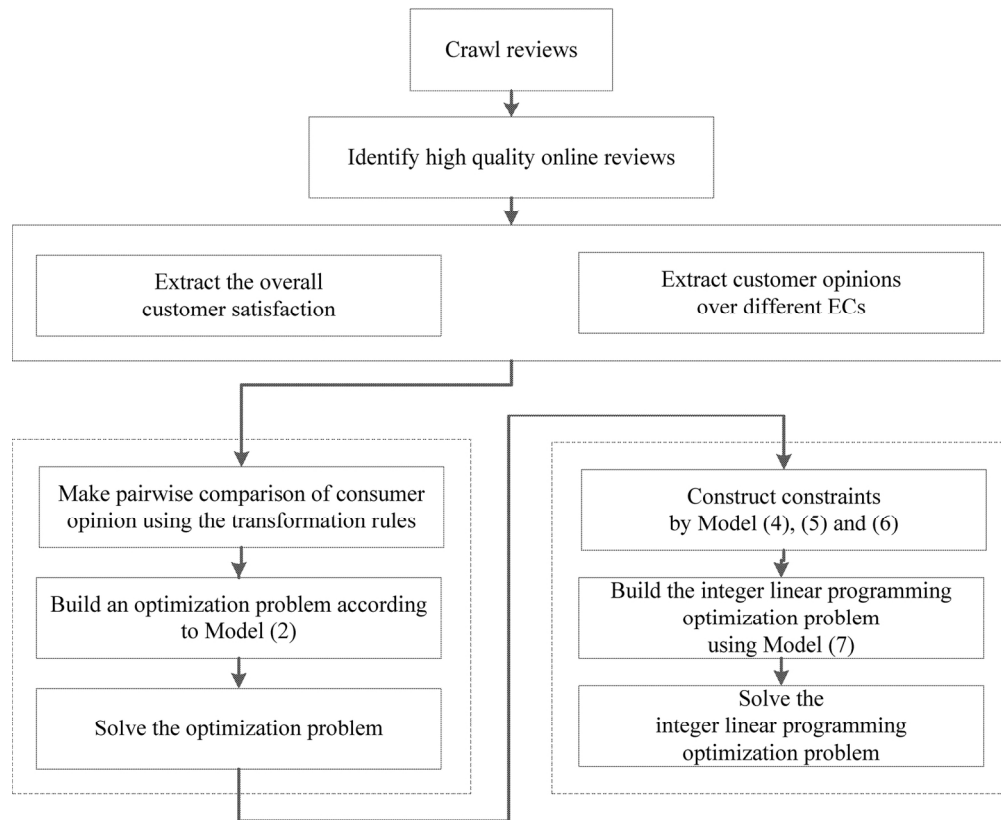 Crawl reviews
Identify high quality online reviews
Extract the overall
customer satisfaction
Extract customer opinions
over different ECs
Make pairwise comparison of consumer
opinion using the transformation rules
Build an optimization problem according
to Model (2)
Solve the optimization problem
Construct constraints
by Model (4), (5) and (6)
Build the integer linear programming
optimization problem
using Model (7)
Solve the
integer linear programming
optimization problem